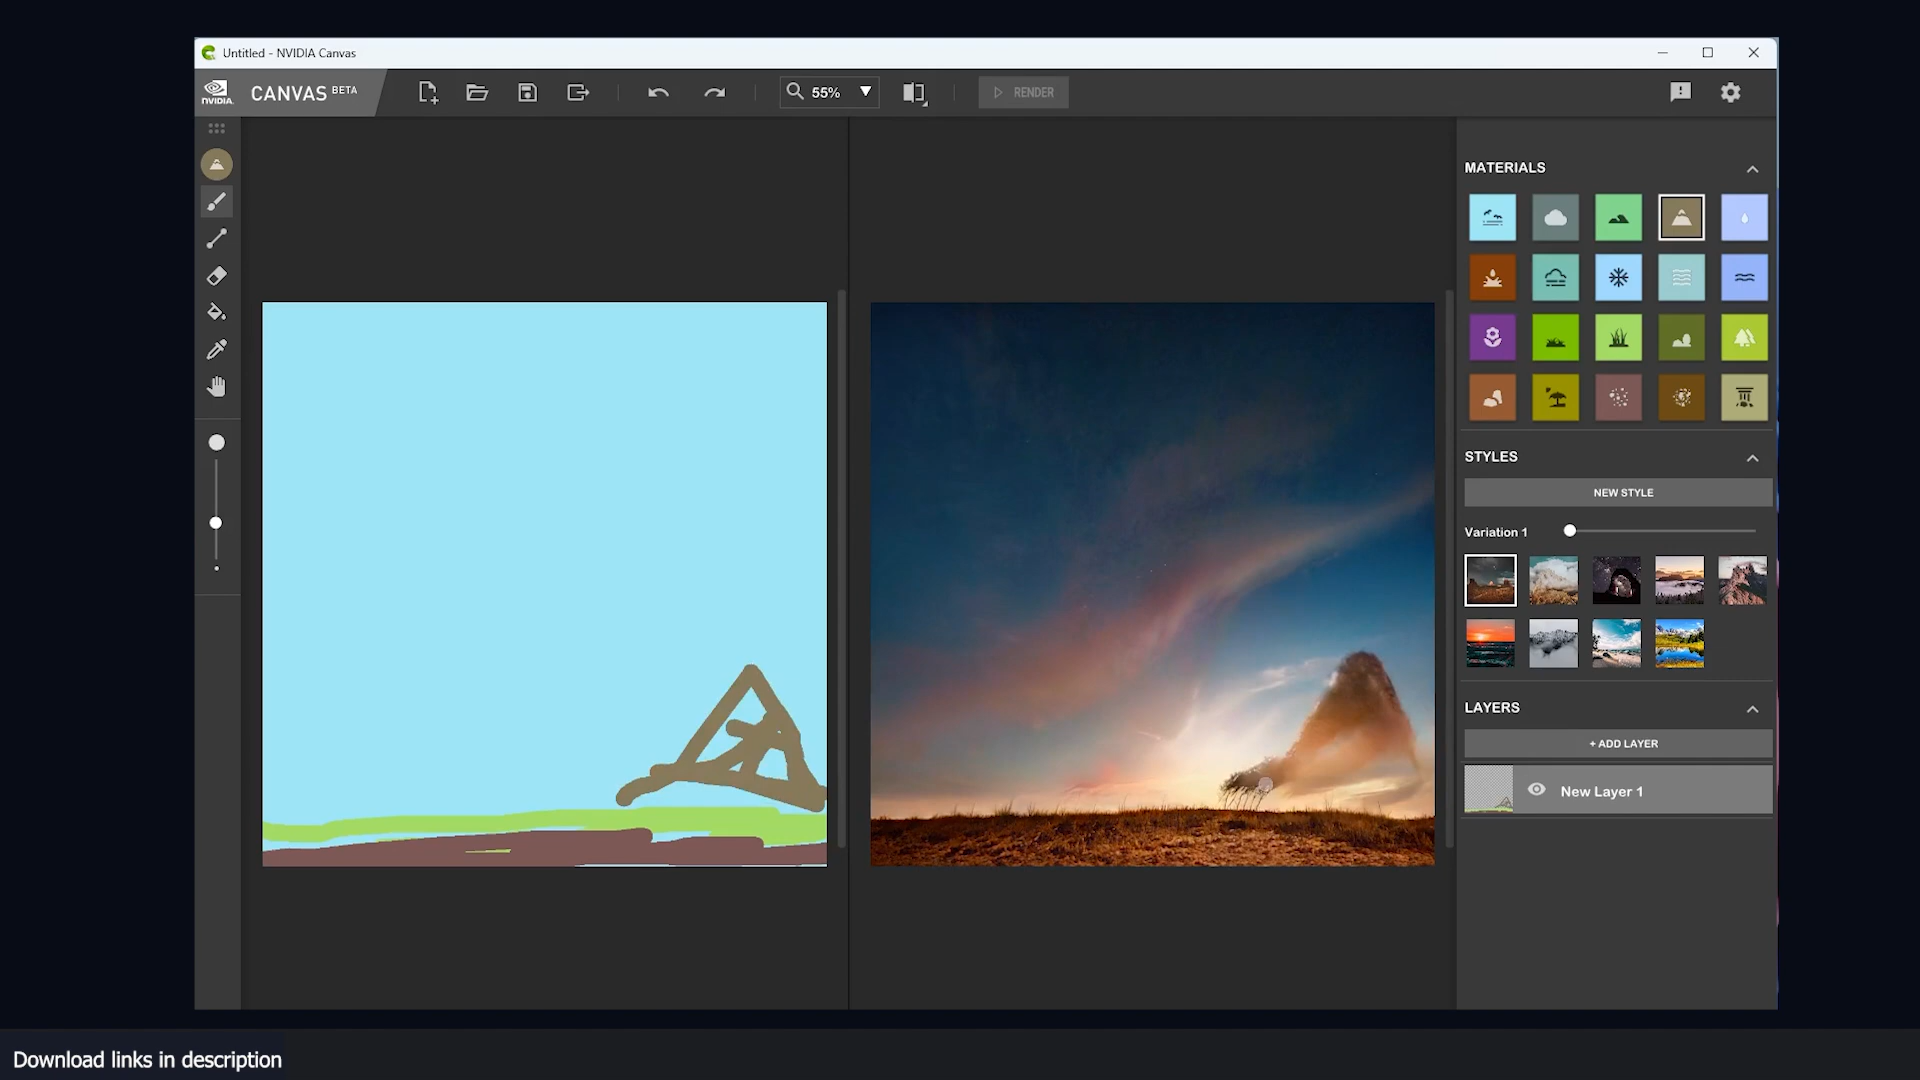 Untitled - NVIDIA Canvas
NVIDIA. CANVAS BETA
55%
RENDER
MATERIALS
STYLES
NEW STYLE
Variation 1
LAYERS
+ ADD LAYER
New Layer 1
Download links in description